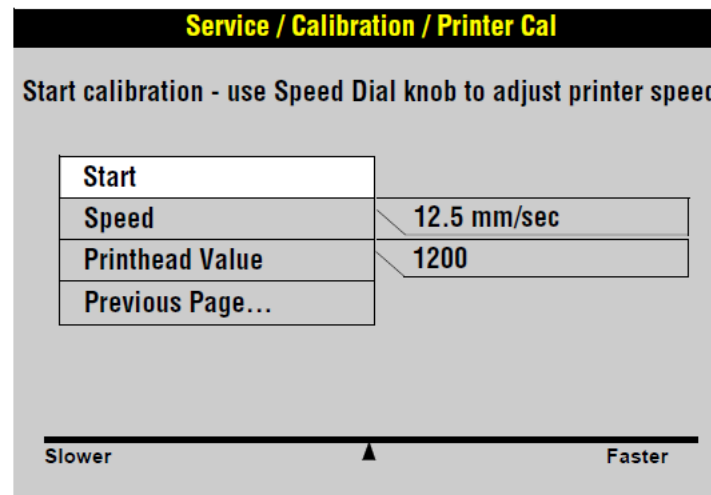 Service / Calibration / Printer Cal
Start calibration - use Speed Dial knob to adjust printer speed
Start
Speed 12.5 mm/sec
Printhead Value 1200
Previous Page...
Slower Faster